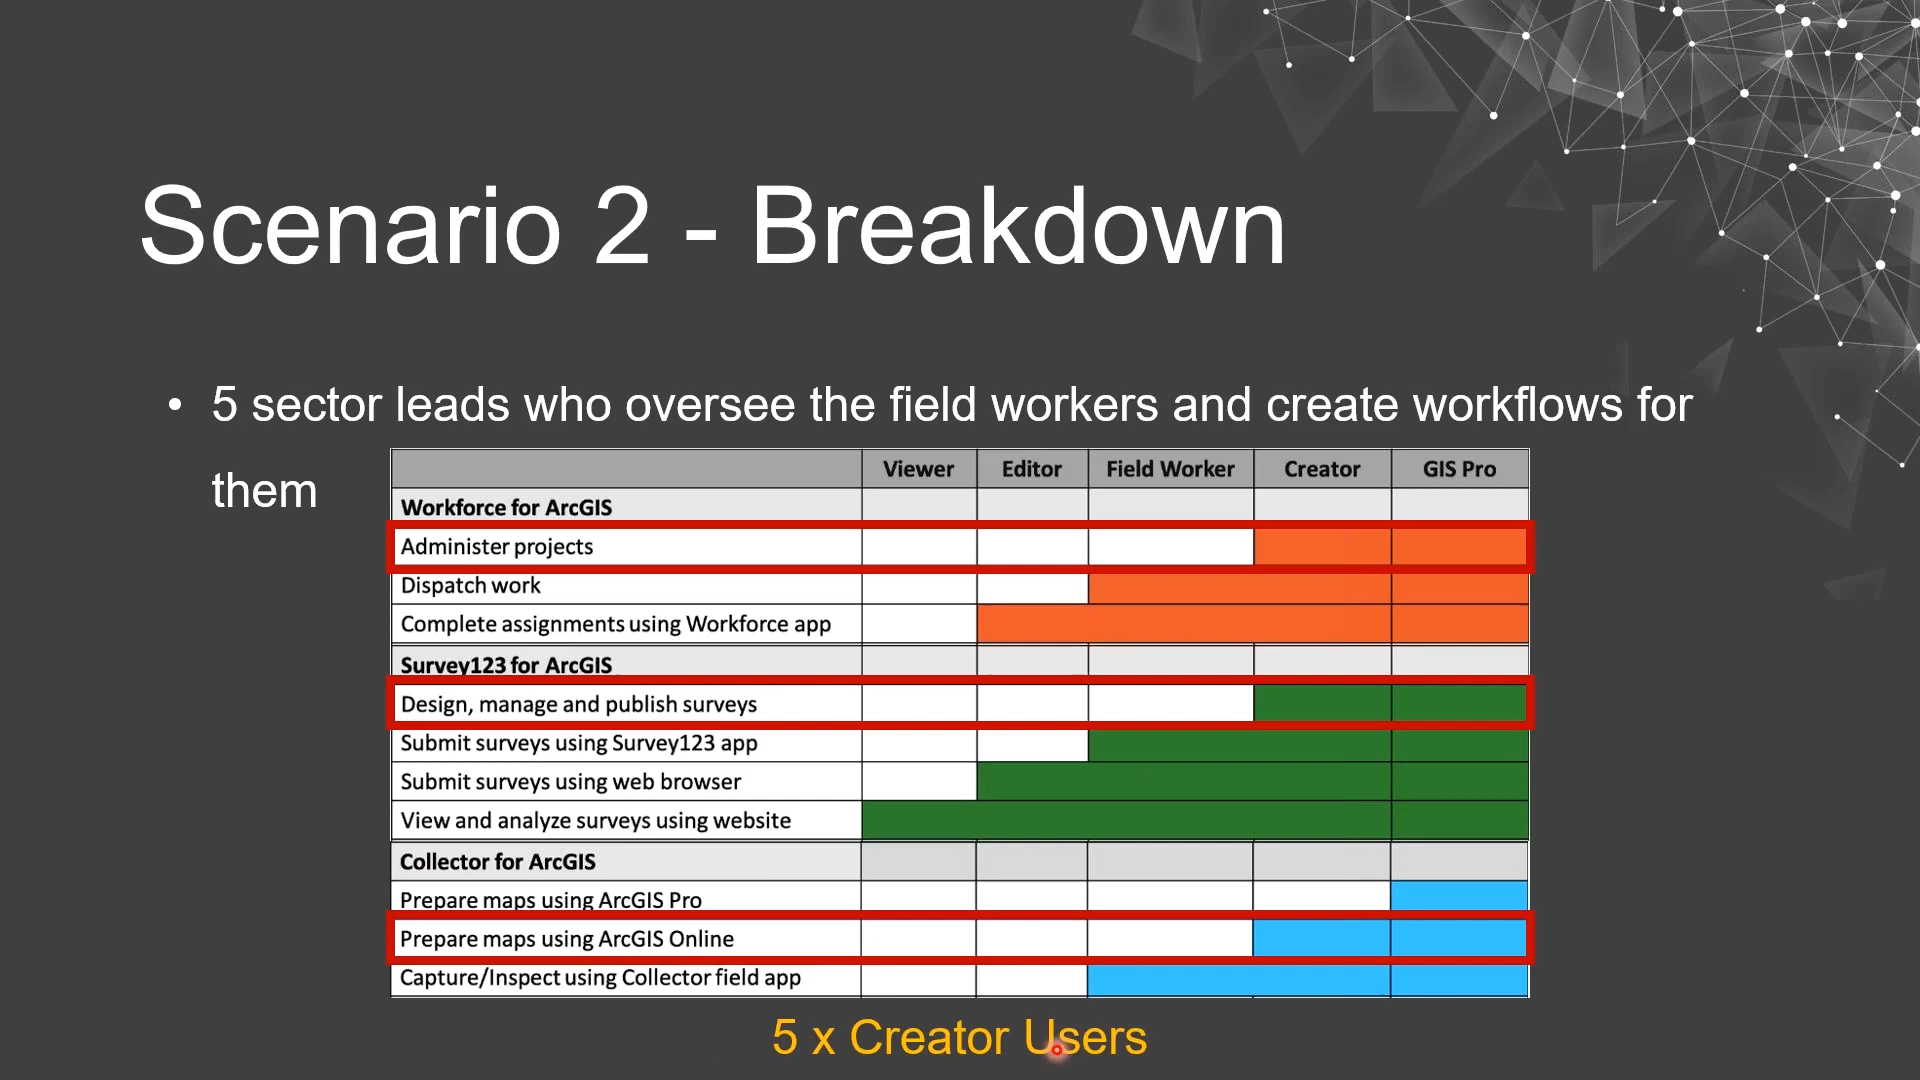 Scenario 2 - Breakdown
• 5 sector leads who oversee the field workers and create workflows for
them
Viewer Editor Field Worker Creator GIS Pro
Workforce for ArcGIS
Administer projects
Dispatch work
Complete assignments using Workforce app
Survey123 for ArcGIS
Design, manage and publish surveys
Submit surveys using Survey123 app
Submit surveys using web browser
View and analyze surveys using website
Collector for ArcGIS
Prepare maps using ArcGIS Pro
Prepare maps using ArcGIS Online
Capture/Inspect using Collector field app
5 x Creator Users